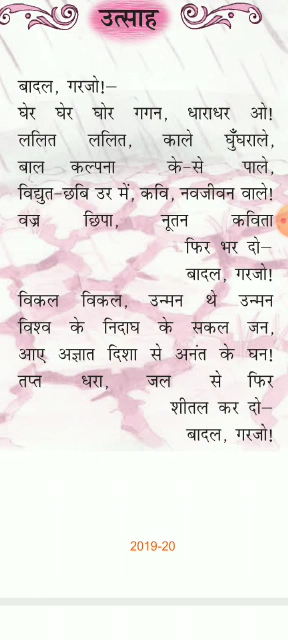 उत्साह
बादल, गरजो!–
घेर घेर घोर गगन, धाराधर ओ!
ललित ललित, काले घुँघराले,
बाल कल्पना के-से पाले,
विद्युत-छबि उर में, कवि, नवजीवन वाले!
वज्र छिपा, नूतन कविता
फिर भर दो–
बादल, गरजो!
विकल विकल, उन्मन थे उन्मन
विश्व के निदाघ के सकल जन,
आए अज्ञात दिशा से अनंत के घन!
तप्त धरा, जल से फिर
शीतल कर दो–
बादल, गरजो!
2019-20